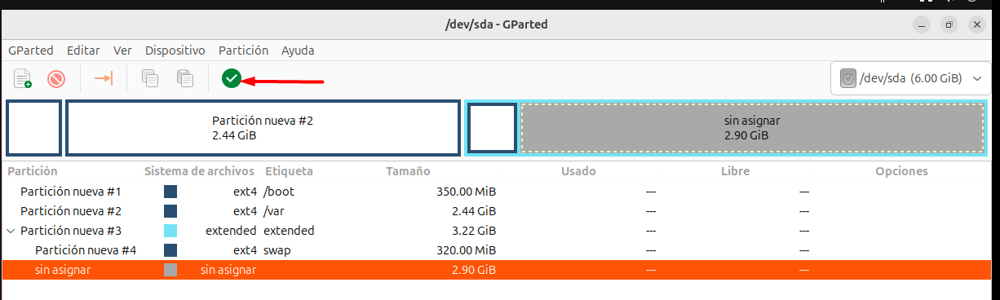 /dev/sda - GParted
GParted Editar Ver Dispositivo Partición Ayuda
/dev/sda (6.00 GiB)
Partición nueva #2
2.44 GiB
sin asignar
2.90 GiB
Partición Sistema de archivos Etiqueta Tamaño Usado Libre Opciones
Partición nueva #1 ext4 /boot 350.00 MiB --- ---
Partición nueva #2 ext4 /var 2.44 GiB --- ---
Partición nueva #3 extended extended 3.22 GiB --- ---
Partición nueva #4 ext4 swap 320.00 MiB --- ---
sin asignar sin asignar 2.90 GiB --- ---